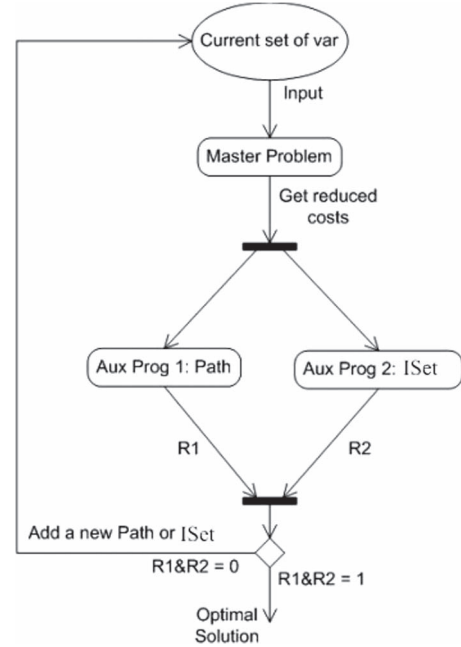 Current set of var
Input
Master Problem
Get reduced
costs
Aux Prog 1: Path
Aux Prog 2: ISet
R1
R2
Add a new Path or ISet
R1&R2 = 0
R1&R2 = 1
Optimal
Solution